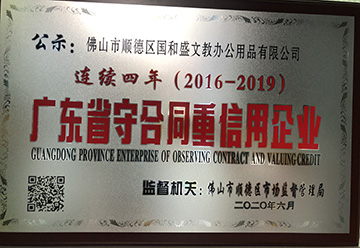 公示：佛山市顺德区国和盛文教办公用品有限公司
连续四年（2016-2019）
广东省守合同重信用企业
GUANGDONG PROVINCE ENTERPRISE OF OBSERVING CONTRACT AND VALUING CREDIT
监督机关：佛山市顺德区市场监督管理局
二〇二〇年六月